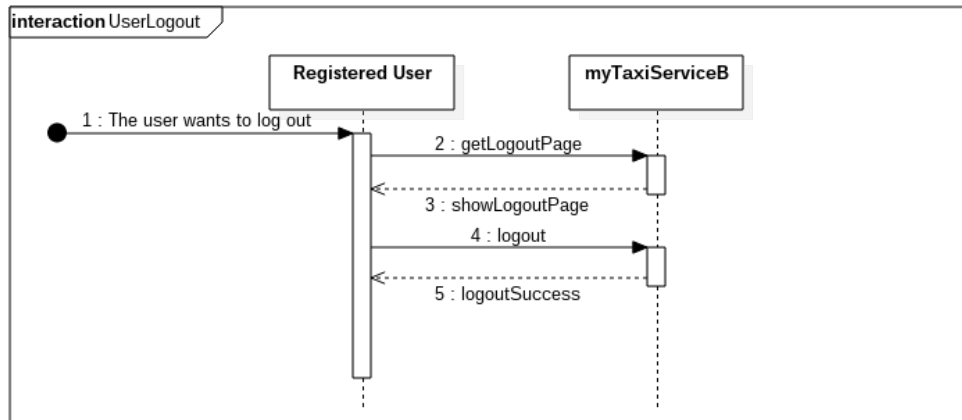 interaction UserLogout
Registered User
myTaxiServiceB
1 : The user wants to log out
2 : getLogoutPage
3 : showLogoutPage
4 : logout
5 : logoutSuccess